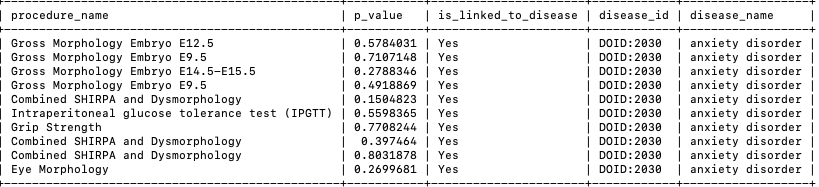 | procedure_name | p_value | is_linked_to_disease | disease_id | disease_name |
| Gross Morphology Embryo E12.5 | 0.5784031 | Yes | DOID:2030 | anxiety disorder |
| Gross Morphology Embryo E9.5 | 0.7107148 | Yes | DOID:2030 | anxiety disorder |
| Gross Morphology Embryo E14.5-E15.5 | 0.2788346 | Yes | DOID:2030 | anxiety disorder |
| Gross Morphology Embryo E9.5 | 0.4918869 | Yes | DOID:2030 | anxiety disorder |
| Combined SHIRPA and Dysmorphology | 0.1504823 | Yes | DOID:2030 | anxiety disorder |
| Intraperitoneal glucose tolerance test (IPGTT) | 0.5598365 | Yes | DOID:2030 | anxiety disorder |
| Grip Strength | 0.7708244 | Yes | DOID:2030 | anxiety disorder |
| Combined SHIRPA and Dysmorphology | 0.397464 | Yes | DOID:2030 | anxiety disorder |
| Combined SHIRPA and Dysmorphology | 0.8031878 | Yes | DOID:2030 | anxiety disorder |
| Eye Morphology | 0.2699681 | Yes | DOID:2030 | anxiety disorder |